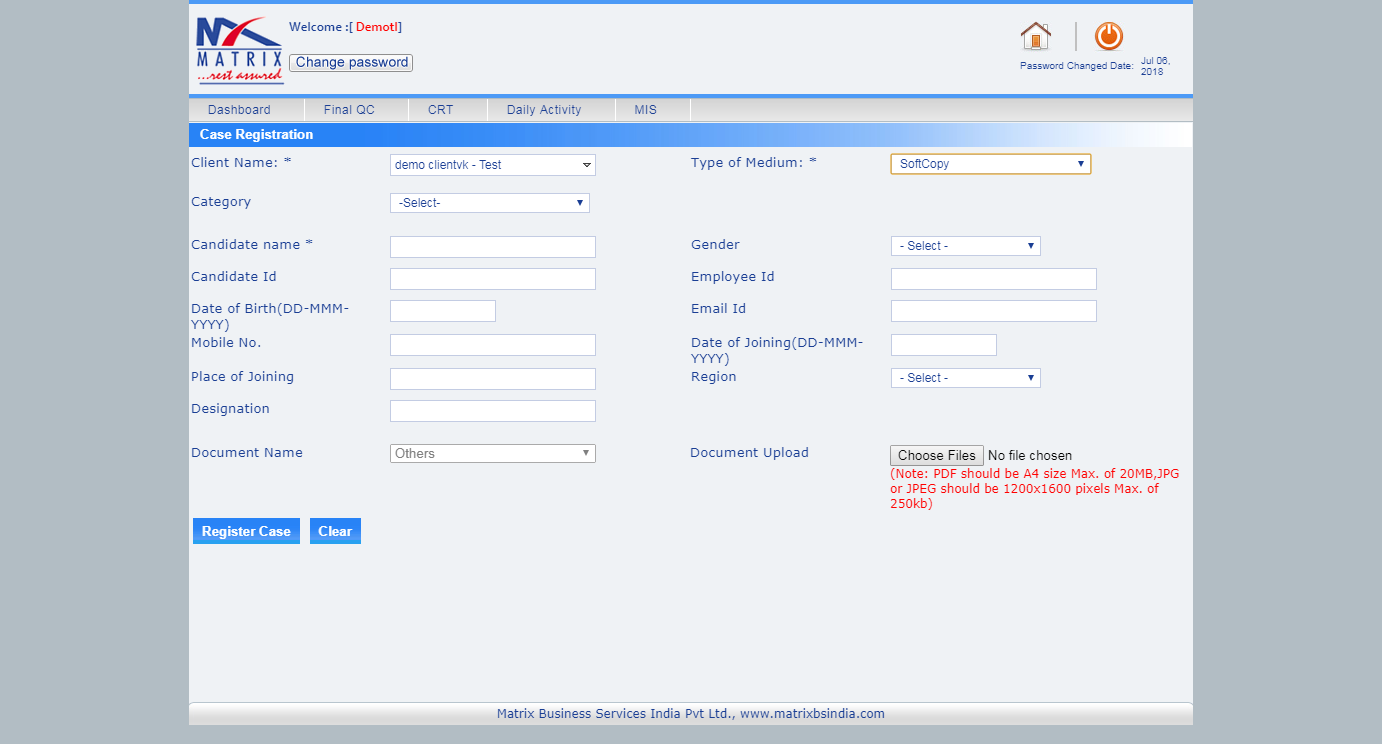 MATRIX
...rest assured
Welcome :[ Demotl]
Change password
Password Changed Date: Jul 06, 2018
Dashboard Final QC CRT Daily Activity MIS
Case Registration
Client Name: * demo clientvk - Test Type of Medium: * SoftCopy
Category -Select-
Candidate name * Gender - Select -
Candidate Id Employee Id
Date of Birth(DD-MMM-
YYYY) Email Id
Mobile No. Date of Joining(DD-MMM-
YYYY)
Place of Joining Region - Select -
Designation
Document Name Others Document Upload Choose Files No file chosen
(Note: PDF should be A4 size Max. of 20MB,JPG
or JPEG should be 1200x1600 pixels Max. of
250kb)
Register Case Clear
Matrix Business Services India Pvt Ltd., www.matrixbsindia.com